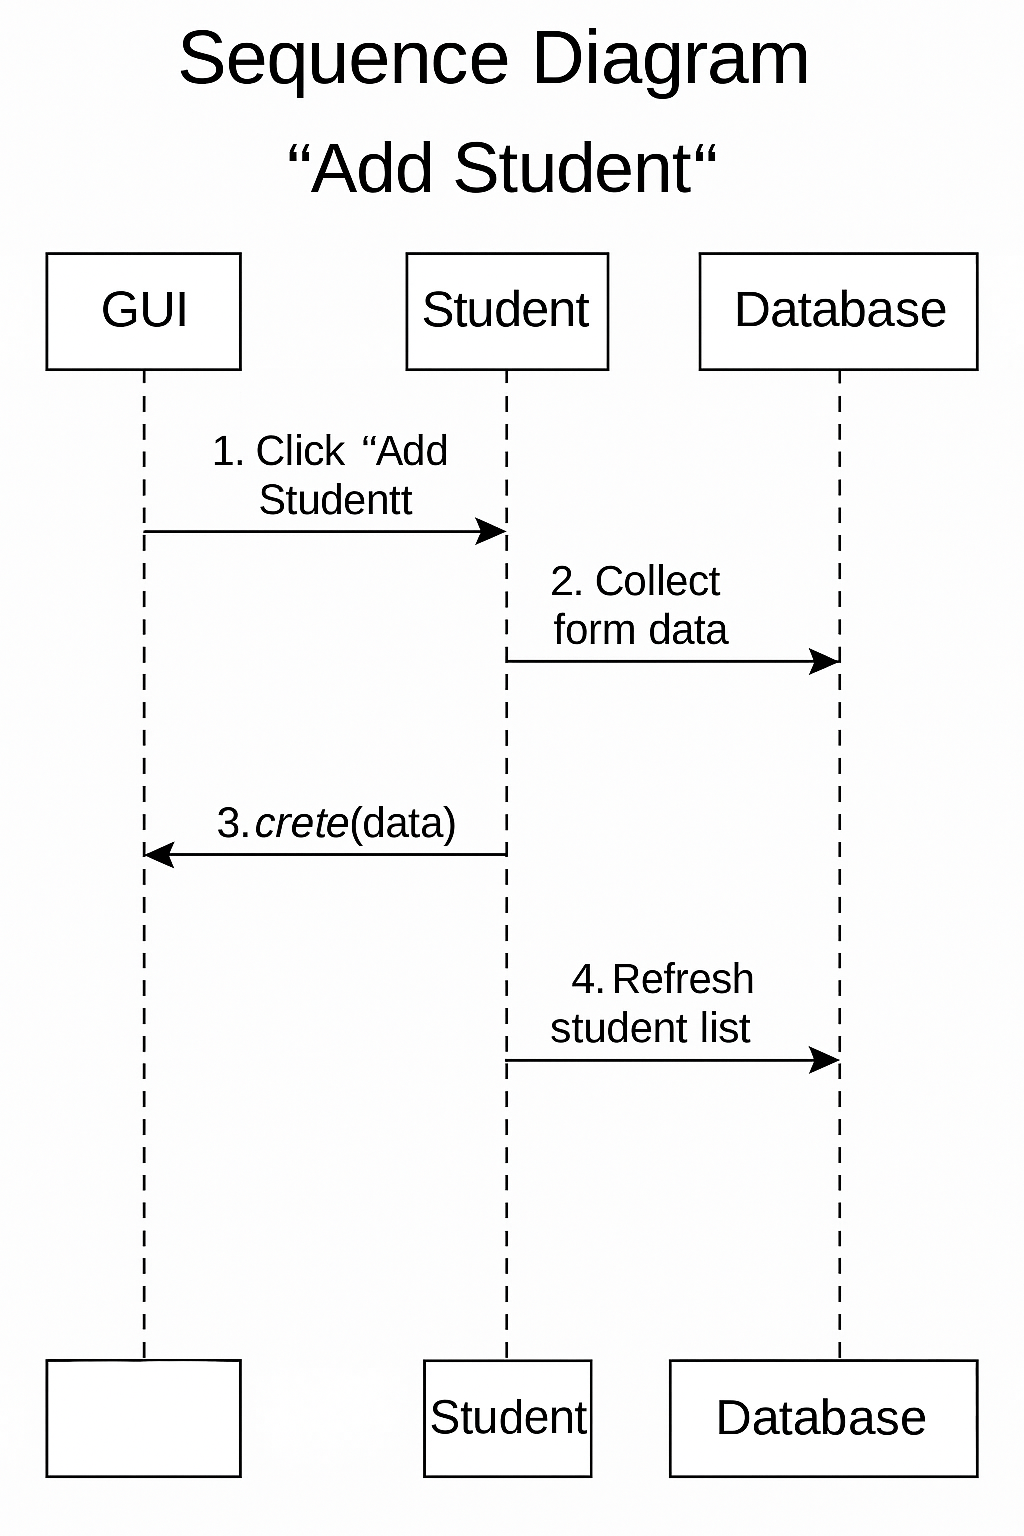 Sequence Diagram
“Add Student“
GUI
Student
Database
1. Click “Add
Studentt
2. Collect
form data
3. crete(data)
4. Refresh
student list
Student
Database